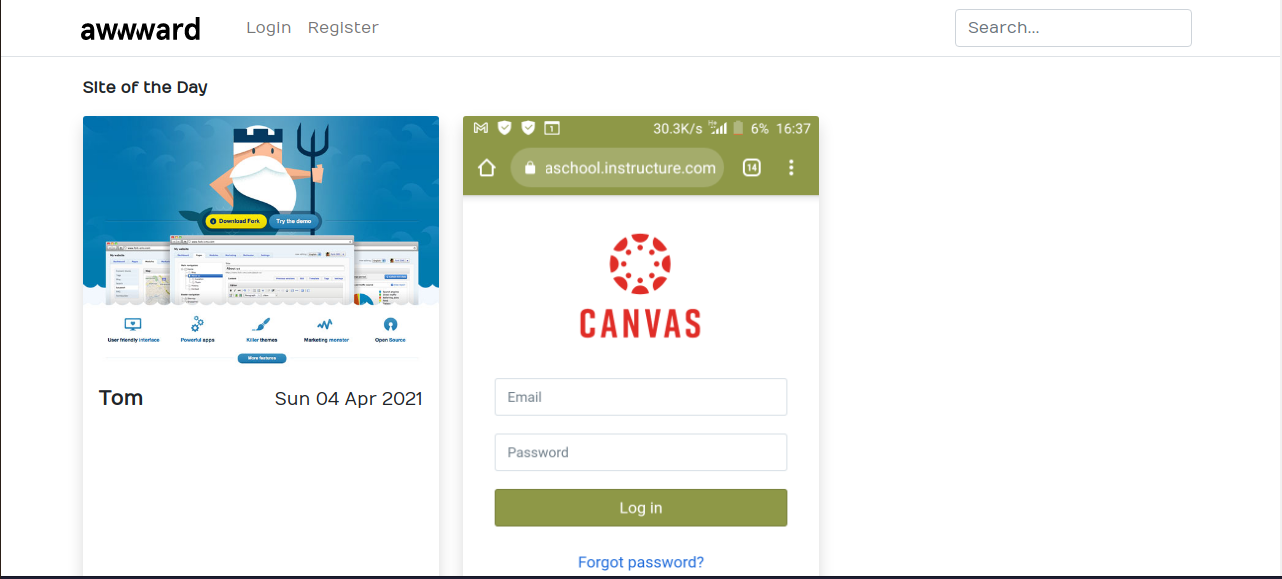 awwward Login Register Search...
Site of the Day
Download Fork Try the demo
User friendly interface Powerful apps Killer themes Marketing monster Open Source
More features
Tom Sun 04 Apr 2021
30.3K/s 6% 16:37
aschool.instructure.com 14
CANVAS
Email
Password
Log in
Forgot password?